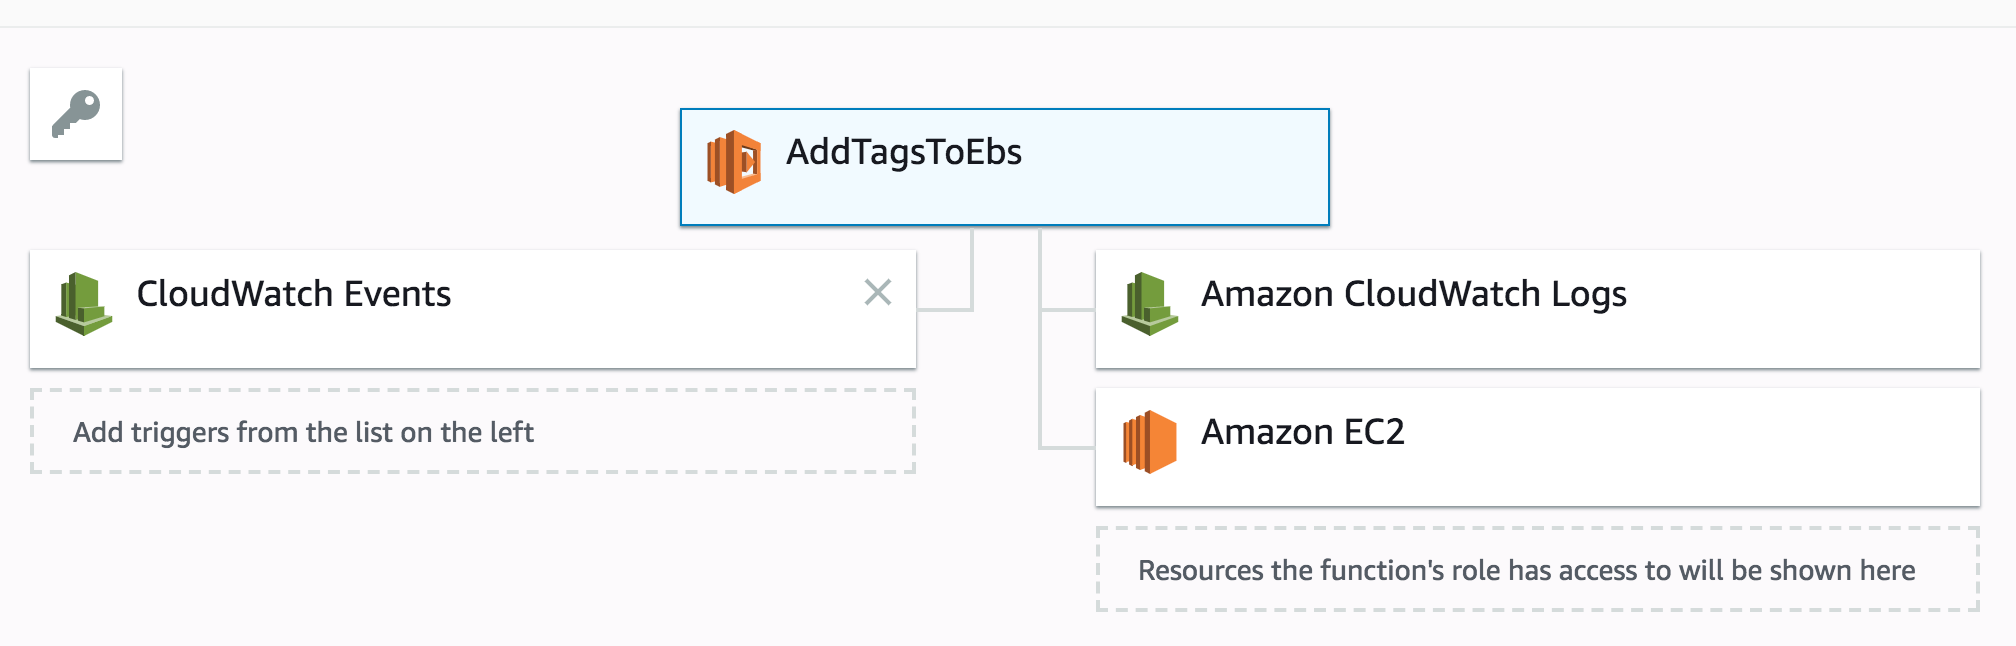 AddTagsToEbs
CloudWatch Events
Add triggers from the list on the left
Amazon CloudWatch Logs
Amazon EC2
Resources the function's role has access to will be shown here